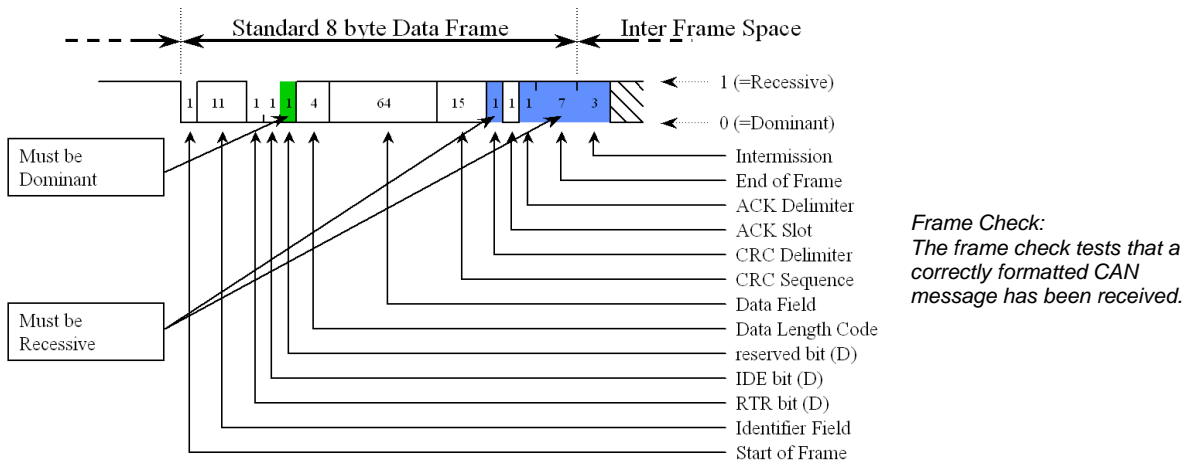 Standard 8 byte Data Frame
Inter Frame Space
1 (=Recessive)
1 11 1 1 1 4 64 15 1 1 1 7 3
0 (=Dominant)
Must be
Dominant
Intermission
End of Frame
ACK Delimiter
ACK Slot
CRC Delimiter
CRC Sequence
Data Field
Data Length Code
reserved bit (D)
IDE bit (D)
RTR bit (D)
Identifier Field
Start of Frame
Must be
Recessive
Frame Check:
The frame check tests that a
correctly formatted CAN
message has been received.